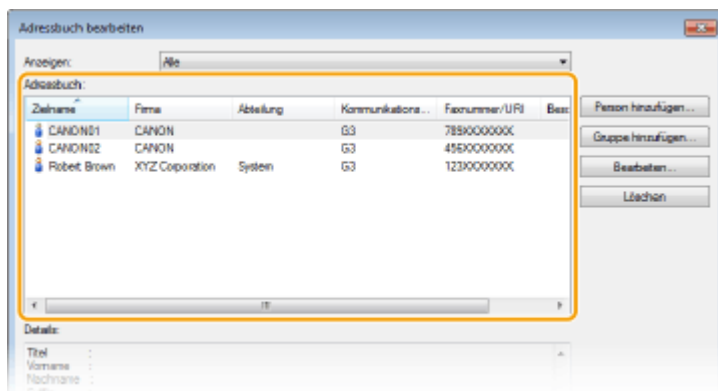 Adressbuch bearbeiten
Anzeigen: Alle
Adressbuch:
Zielname Firma Abteilung Kommunikations... Faxnummer/URI
CANON01 CANON G3 789XXXXXXX
CANON02 CANON G3 456XXXXXXX
Robert Brown XYZ Corporation System G3 123XXXXXXX
Person hinzufügen...
Gruppe hinzufügen...
Bearbeiten...
Löschen
Details:
Titel :
Vorname :
Nachname :